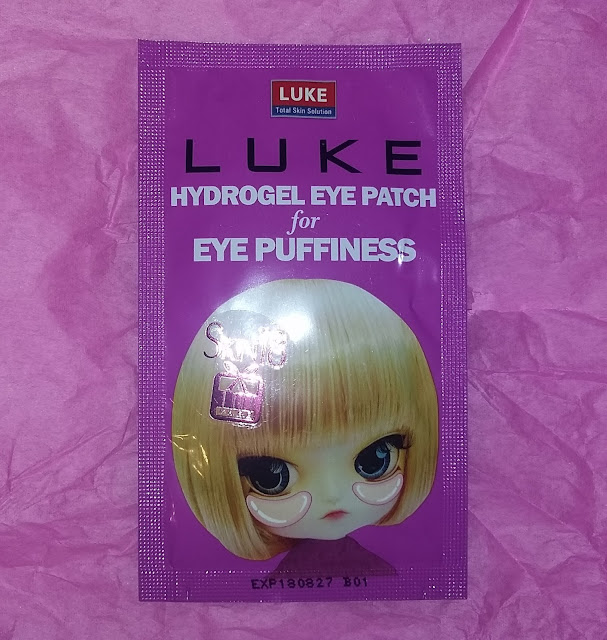 LUKE
Total Skin Solution
LUKE
HYDROGEL EYE PATCH
for
EYE PUFFINESS
EXP180827 B01